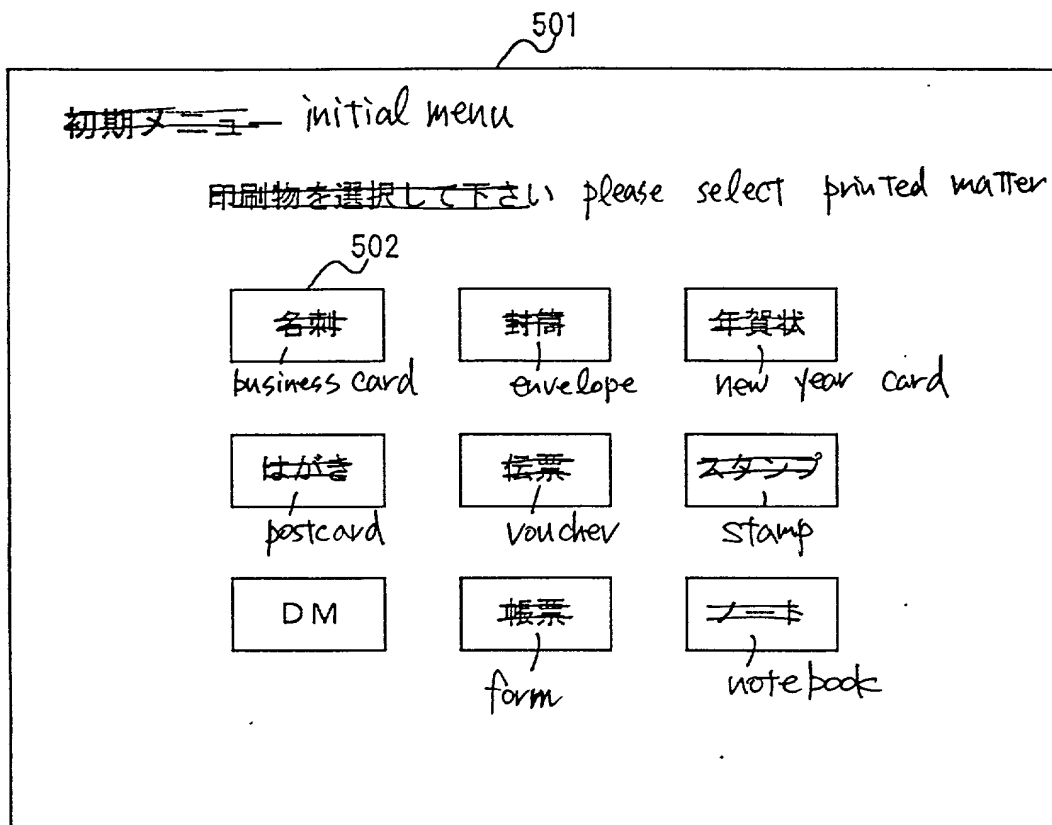 501
初期メニュー initial menu
印刷物を選択して下さい please select printed matter
502
名刺 封筒 年賀状
business card envelope new year card
はがき 伝票 スタンプ
postcard voucher stamp
DM 帳票 ノート
form notebook